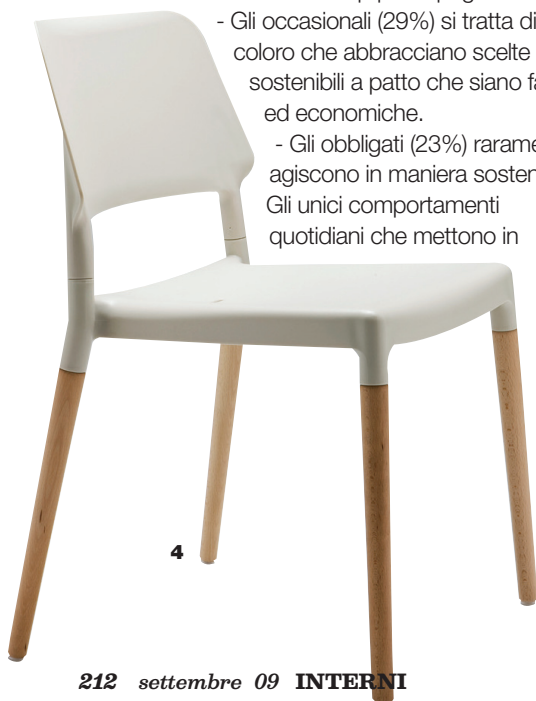 - Gli occasionali (29%) si tratta di
coloro che abbracciano scelte
sostenibili a patto che siano
ed economiche.
- Gli obbligati (23%)
agiscono in maniera
Gli unici comportamenti
quotidiani che mettono in
4
212 settembre 09 INTERNI